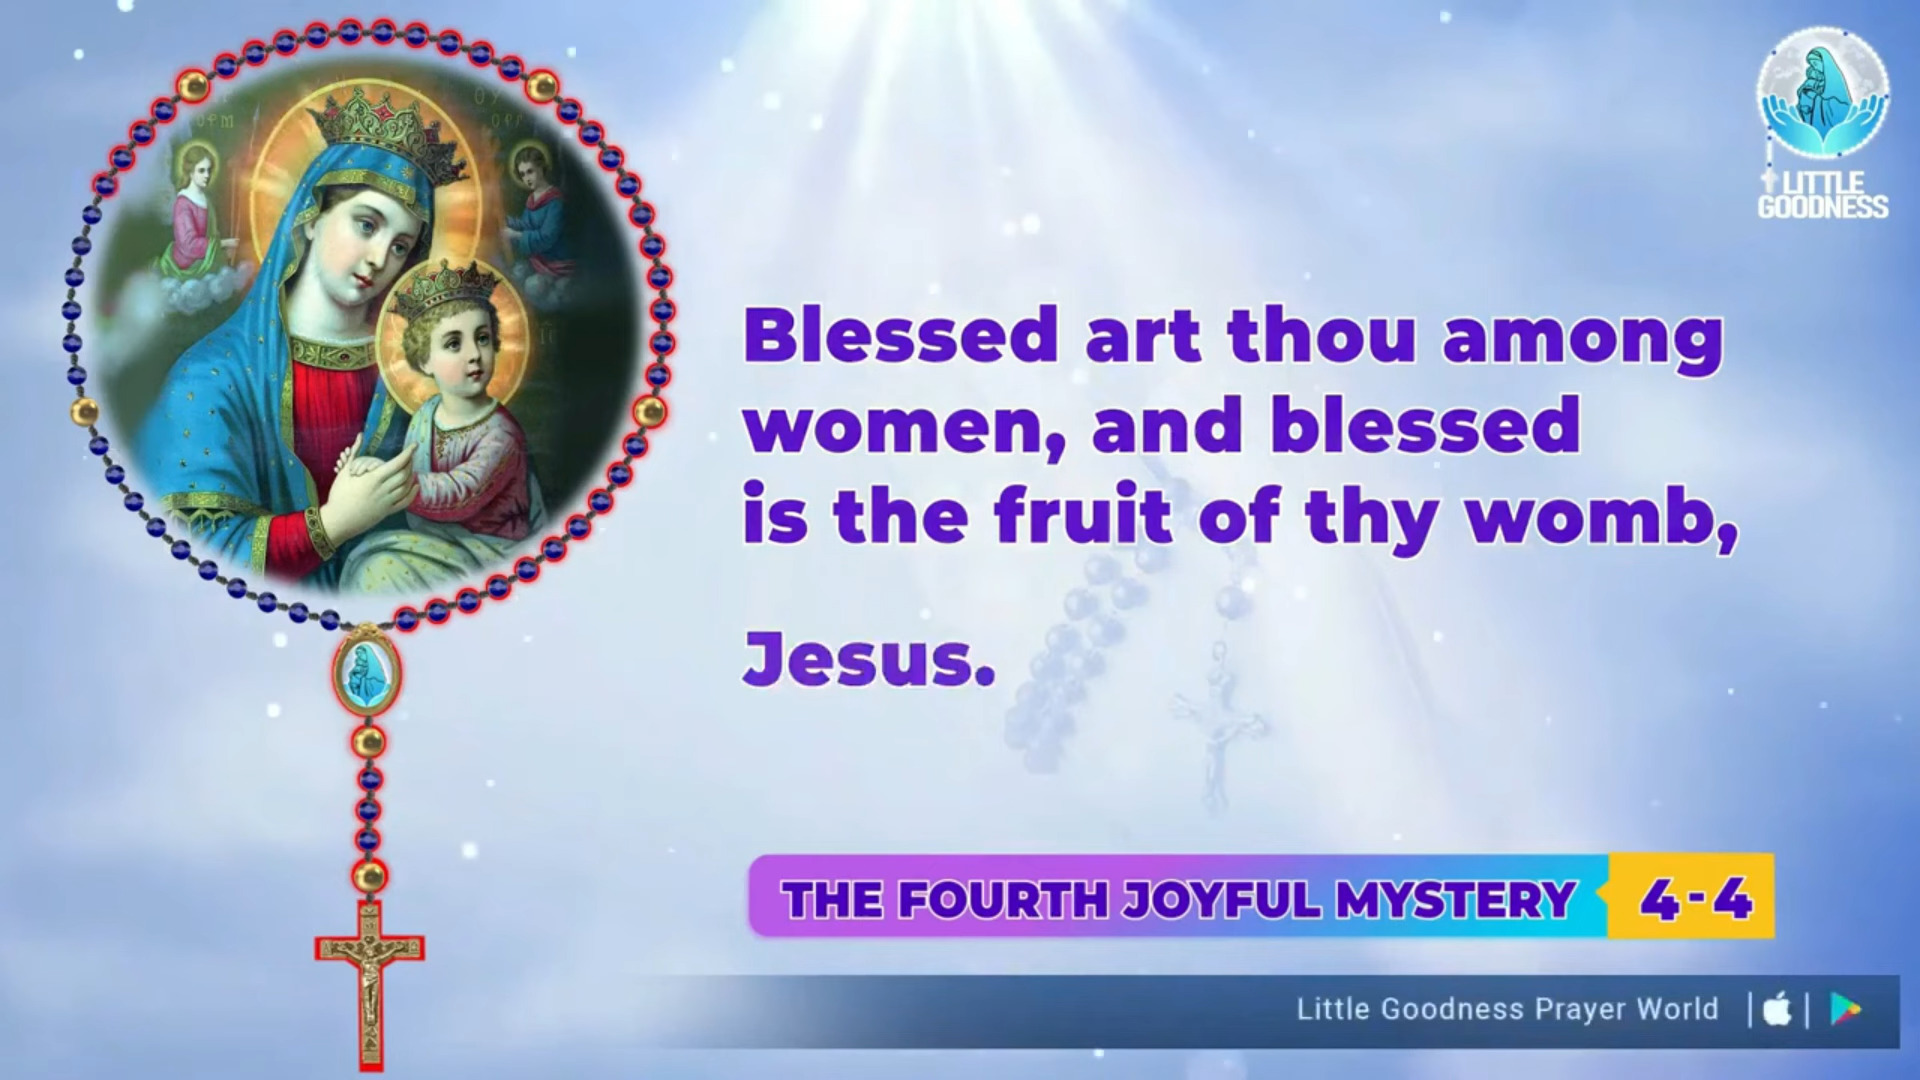 LITTLE
GOODNESS
Blessed art thou among
women, and blessed
is the fruit of thy womb,
Jesus.
THE FOURTH JOYFUL MYSTERY 4-4
Little Goodness Prayer World